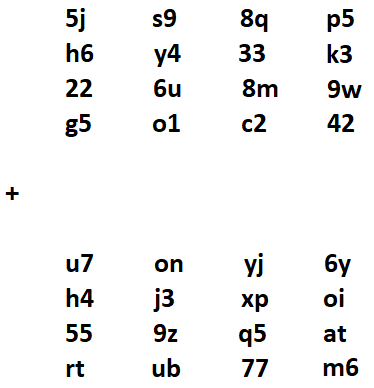 5j s9 8q p5
h6 y4 33 k3
22 6u 8m 9w
g5 o1 c2 42
+
u7 on yj 6y
h4 j3 xp oi
55 9z q5 at
rt ub 77 m6